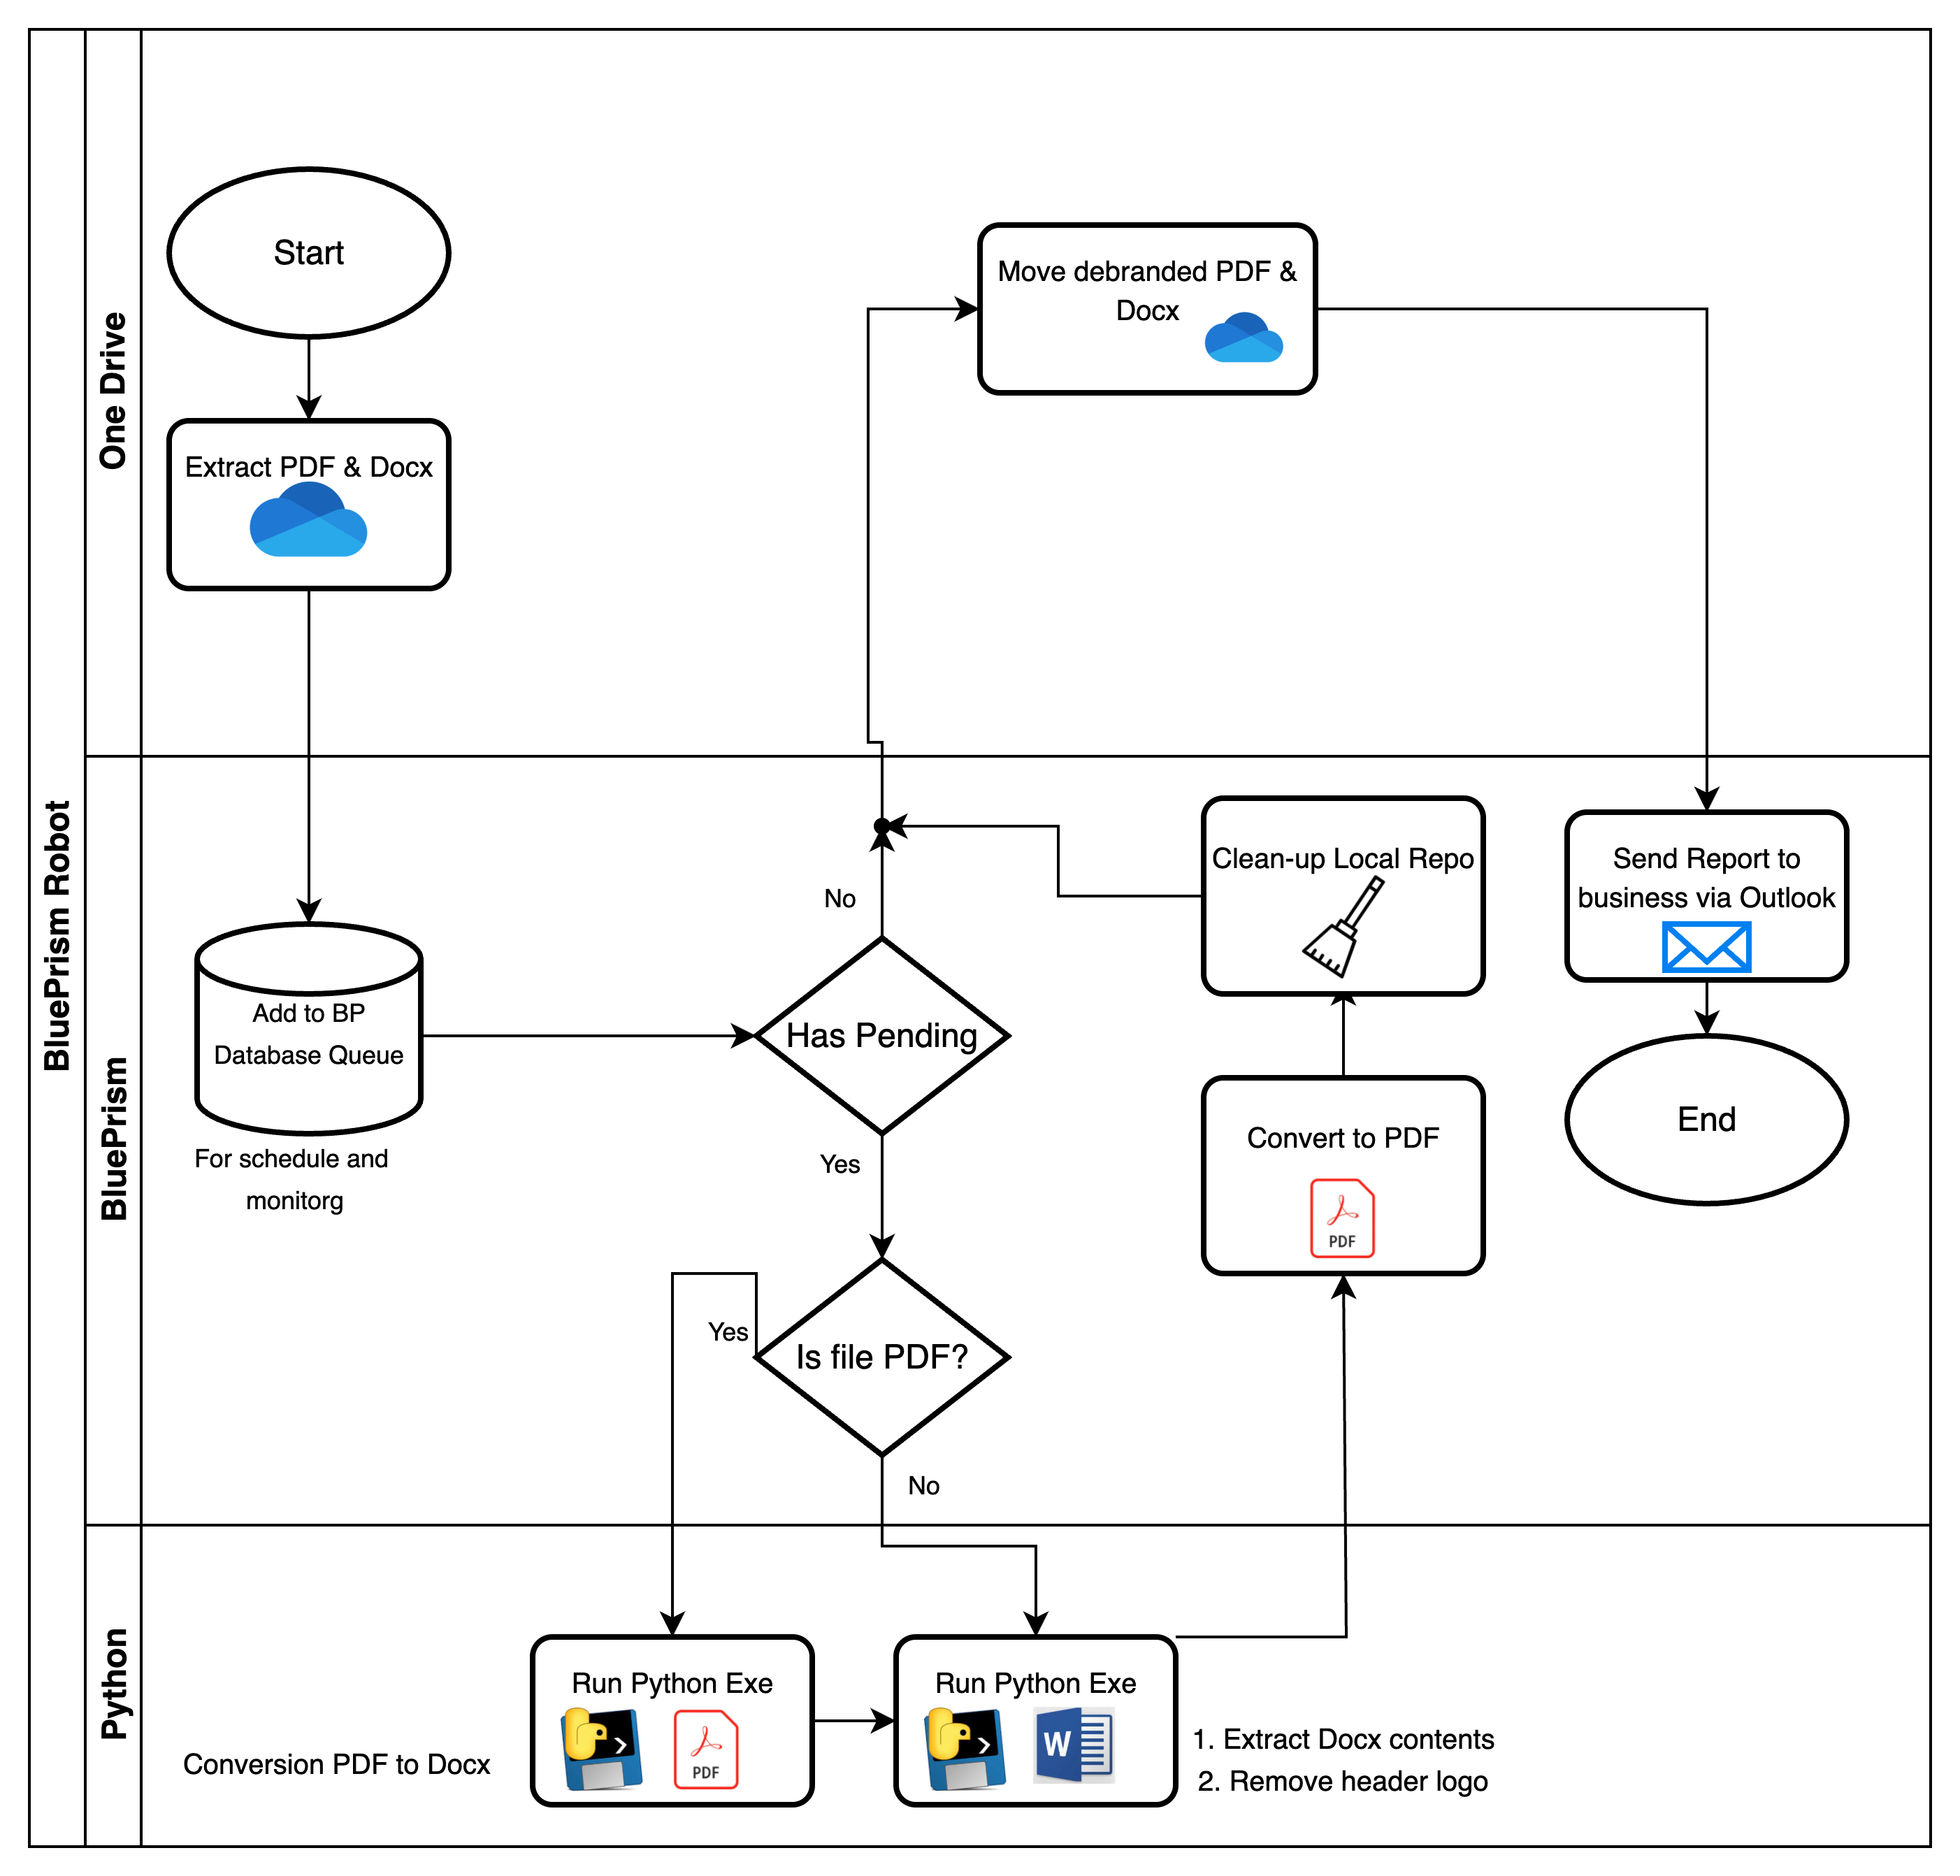 BluePrism Robot
One Drive
Start
Extract PDF & Docx
Move debranded PDF &
Docx
BluePrism
Add to BP
Database Queue
For schedule and
monitorg
No
Has Pending
Yes
Is file PDF?
Yes
No
Clean-up Local Repo
Convert to PDF
PDF
Send Report to
business via Outlook
End
Python
Conversion PDF to Docx
Run Python Exe
PDF
Run Python Exe
W
1. Extract Docx contents
2. Remove header logo